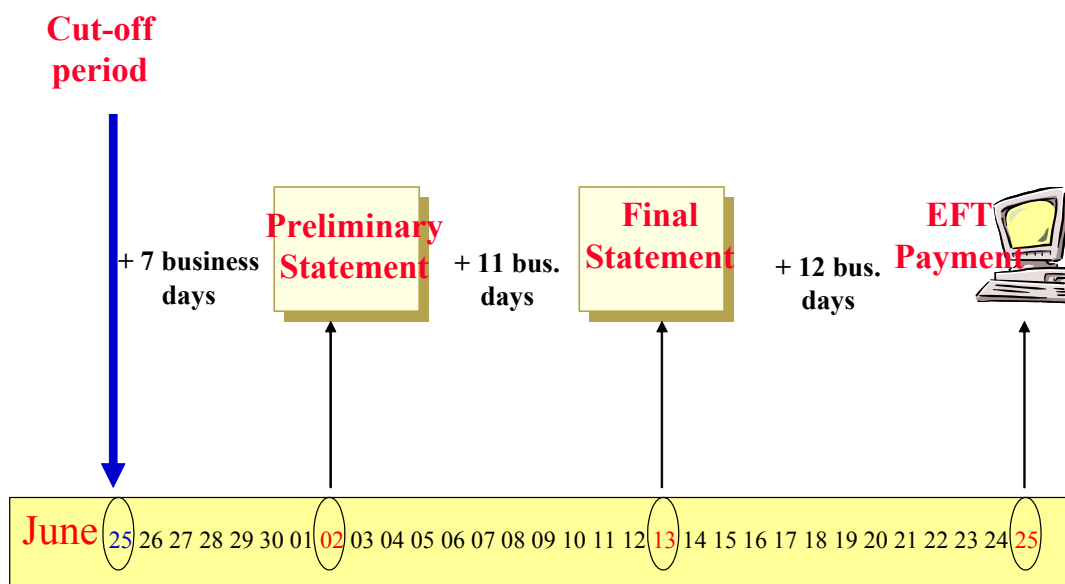 Cut-off
period
Preliminary
Statement
Final
Statement
EFT
Payment
+ 7 business
days
+ 11 bus.
days
+ 12 bus.
days
June 25 26 27 28 29 30 01 02 03 04 05 06 07 08 09 10 11 12 13 14 15 16 17 18 19 20 21 22 23 24 25